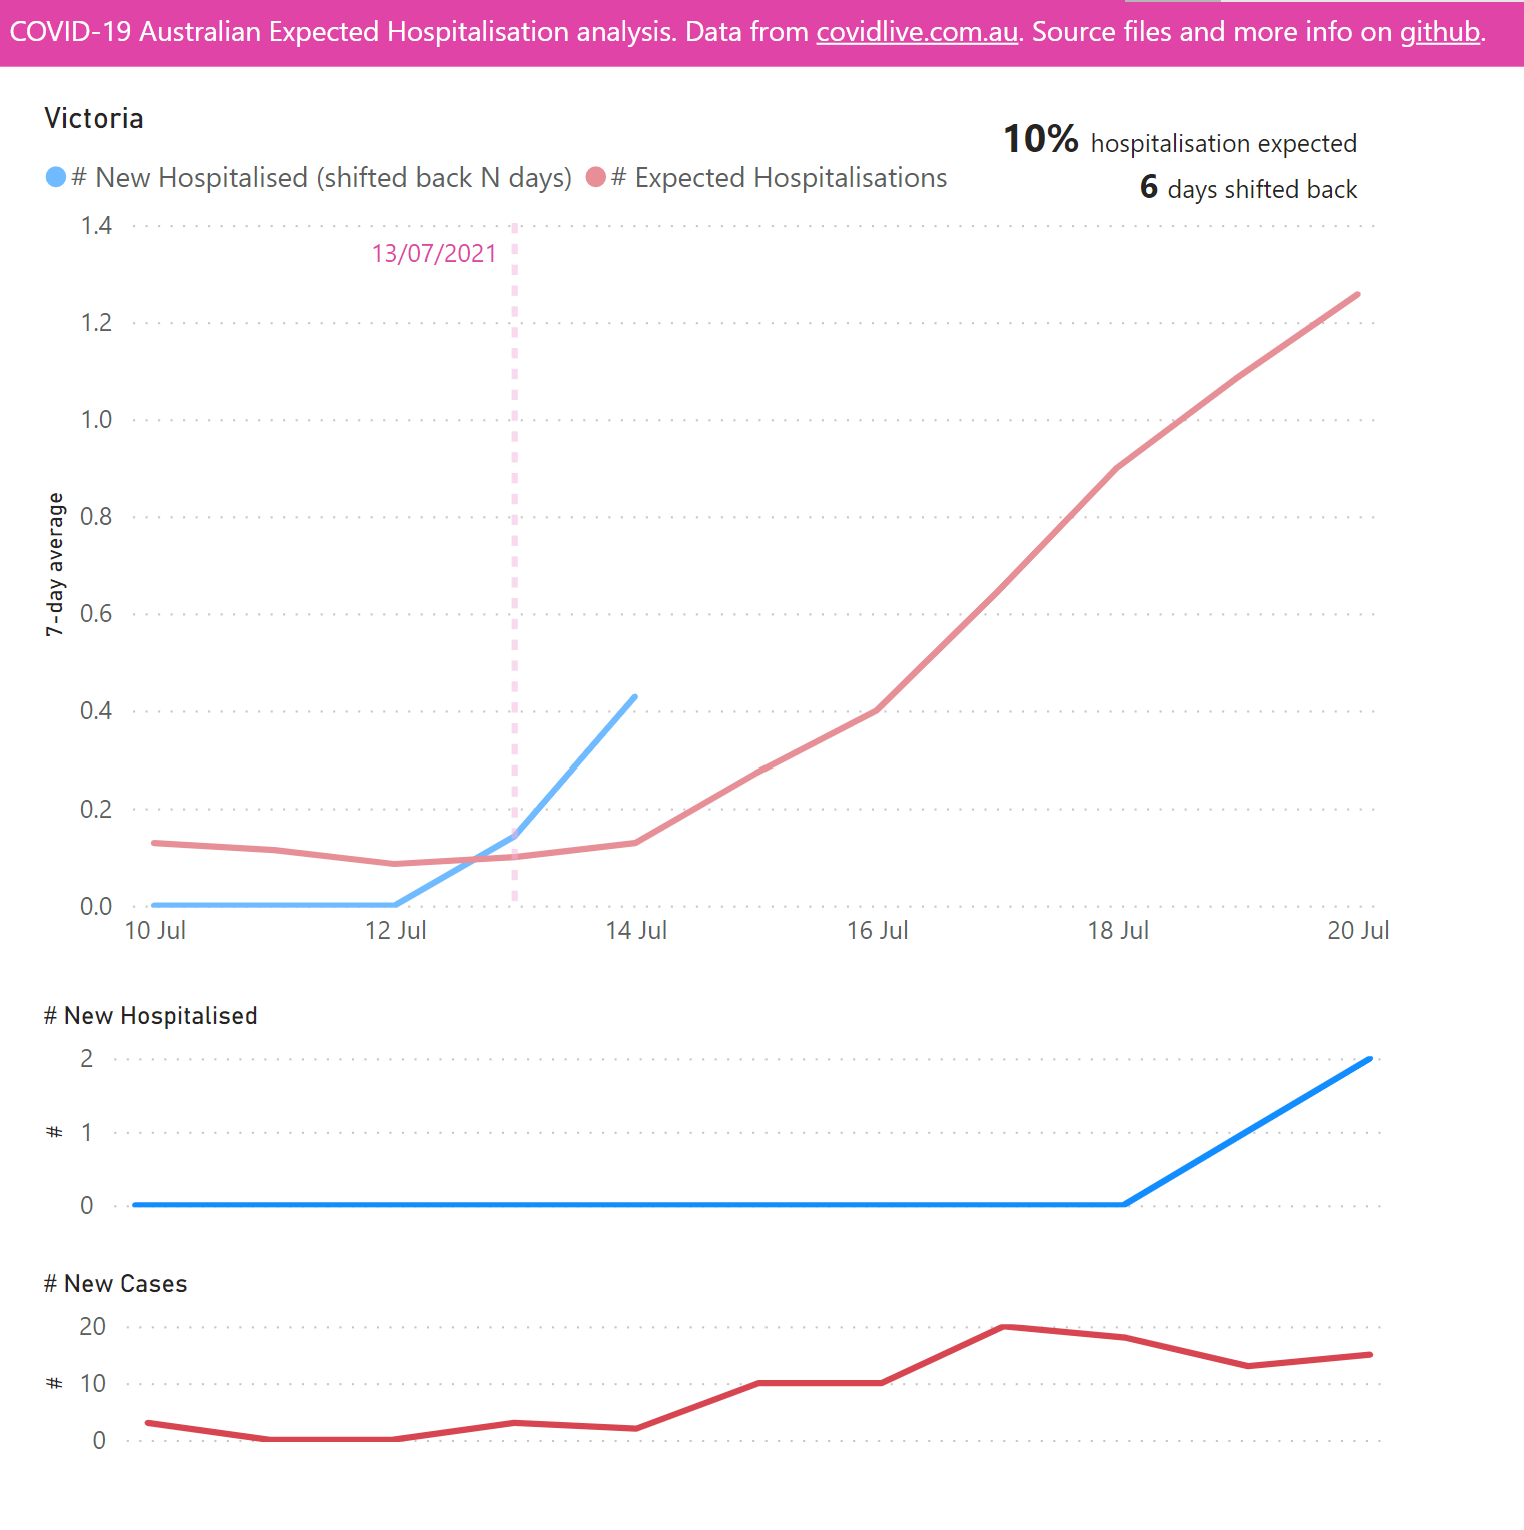 COVID-19 Australian Expected Hospitalisation analysis. Data from covidlive.com.au. Source files and more info on github.
Victoria
10% hospitalisation expected
# New Hospitalised (shifted back N days) # Expected Hospitalisations
6 days shifted back
1.4
13/07/2021
1.2
1.0
0.8
7-day average
0.6
0.4
0.2
0.0
10 Jul 12 Jul 14 Jul 16 Jul 18 Jul 20 Jul
# New Hospitalised
2
# 1
0
# New Cases
20
# 10
0